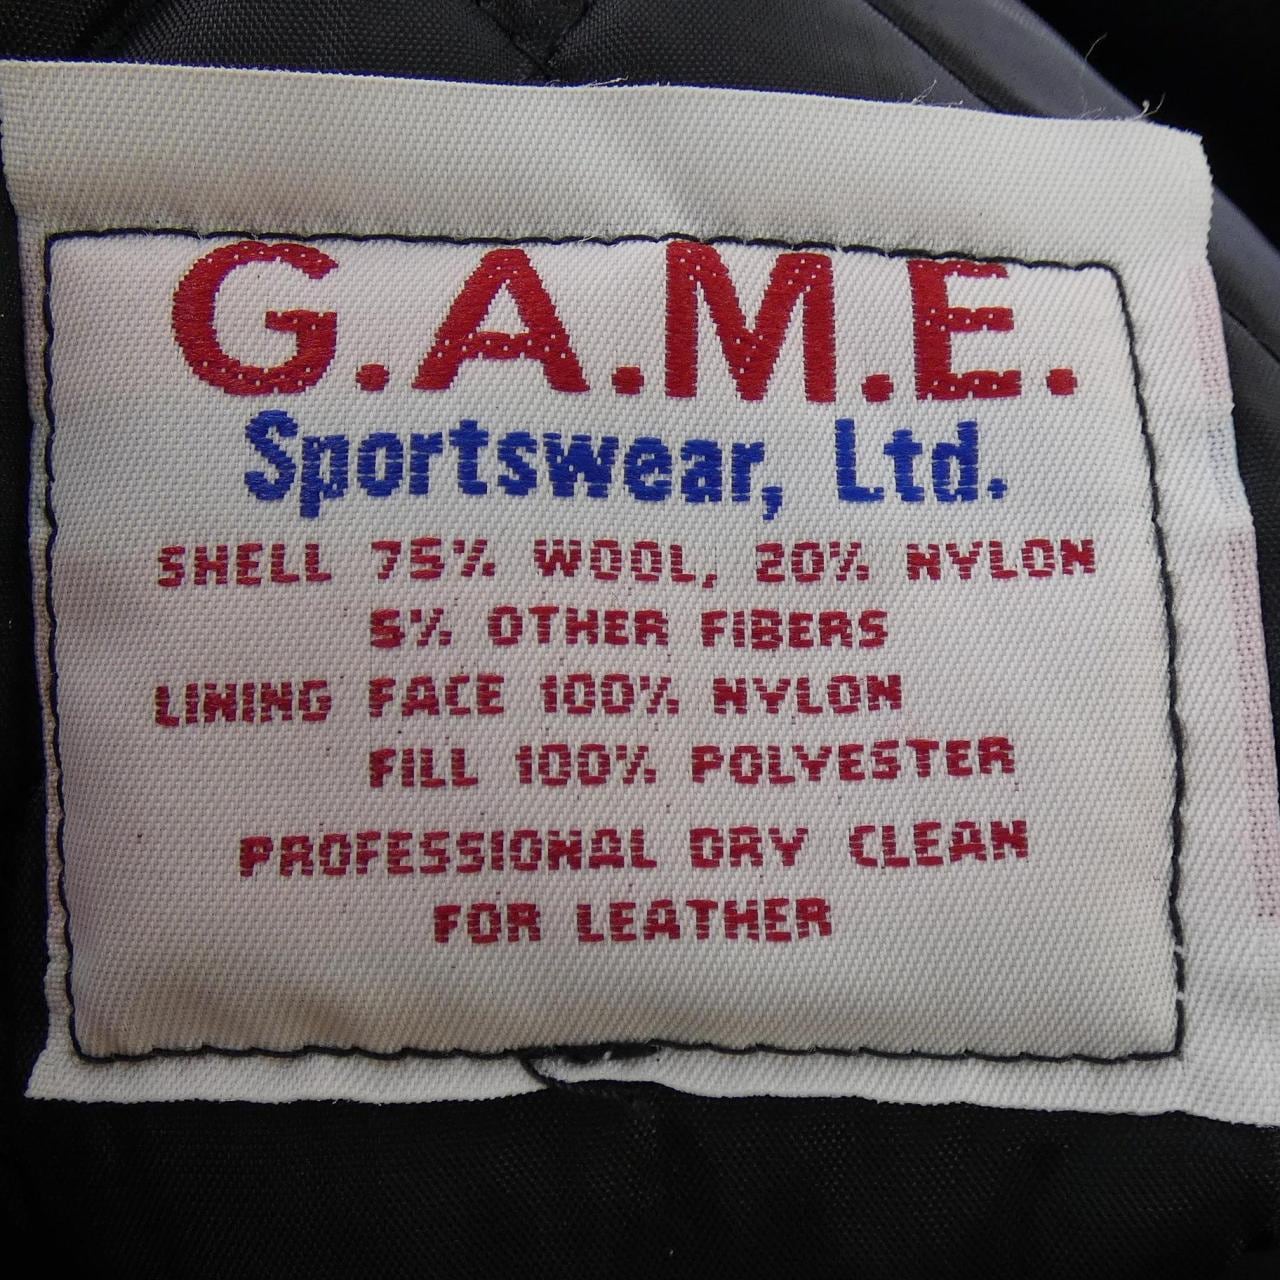 G.A.M.E.
Sportswear, Ltd.
SHELL 75% WOOL, 20% NYLON
5% OTHER FIBERS
LINING FACE 100% NYLON
FILL 100% POLYESTER
PROFESSIONAL DRY CLEAN
FOR LEATHER